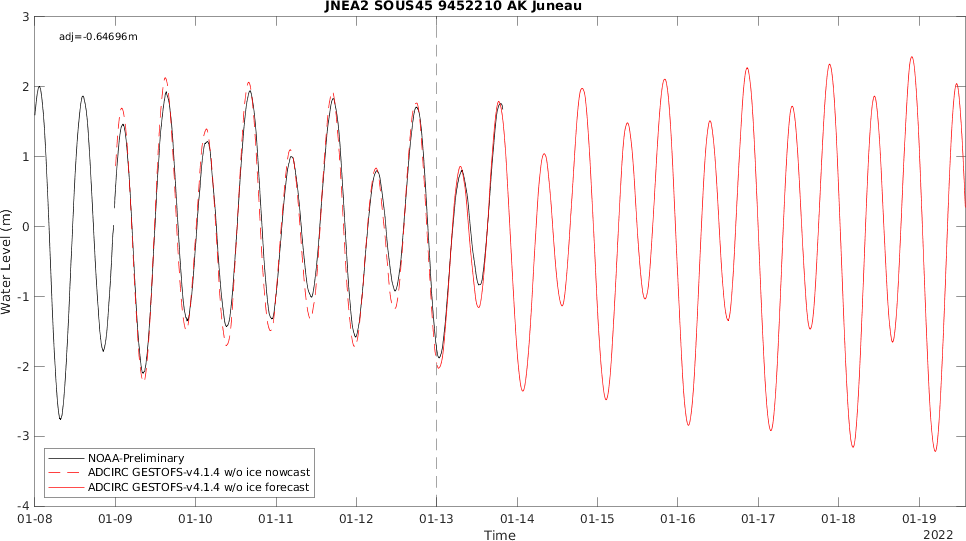 JNEA2 SOUS45 9452210 AK Juneau
adj=-0.64696m
3
2
1
0
-1
-2
-3
-4
Water Level (m)
NOAA-Preliminary
ADCIRC GESTOFS-v4.1.4 w/o ice nowcast
ADCIRC GESTOFS-v4.1.4 w/o ice forecast
01-08 01-09 01-10 01-11 01-12 01-13 01-14 01-15 01-16 01-17 01-18 01-19
Time
2022